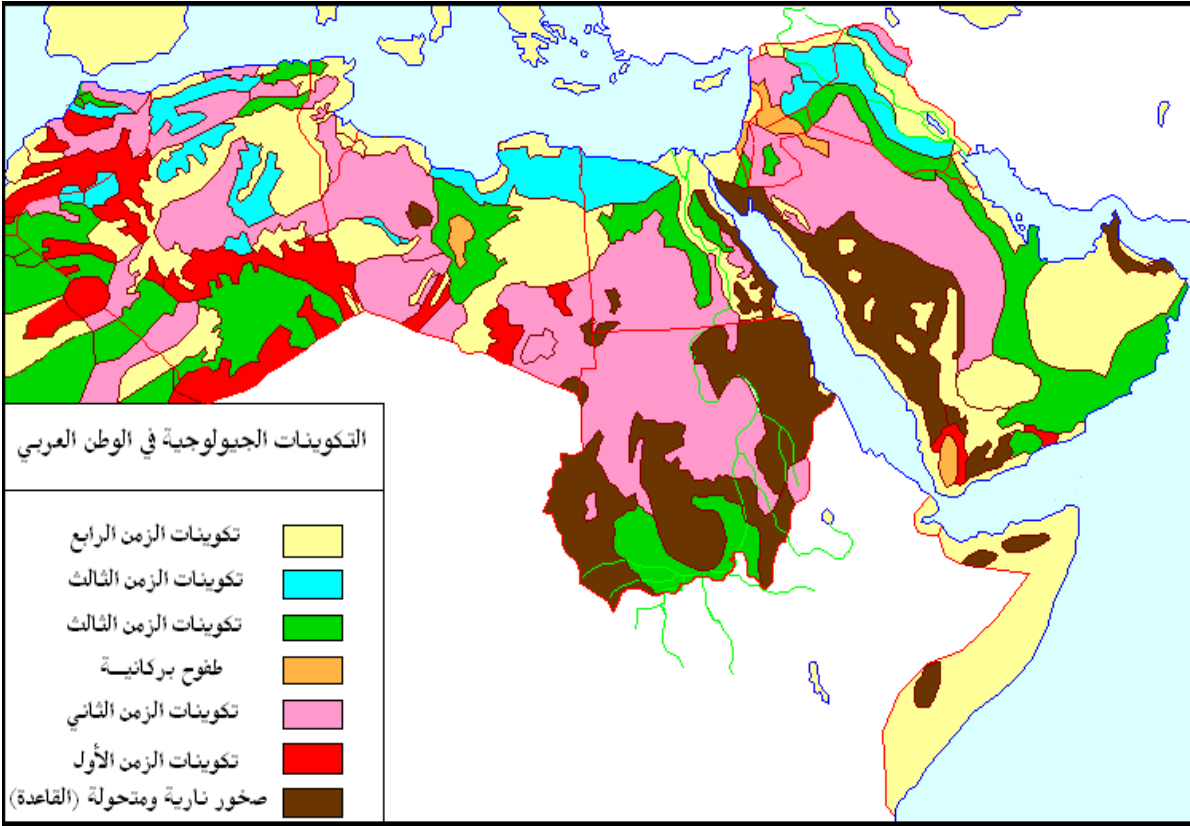 التكوينات الجيولوجية في الوطن العربي
تكوينات الزمن الرابع
تكوينات الزمن الثالث
تكوينات الزمن الثالث
طفوح بركانيــة
تكوينات الزمن الثاني
تكوينات الزمن الأول
صخور نارية ومتحولة (القاعدة)